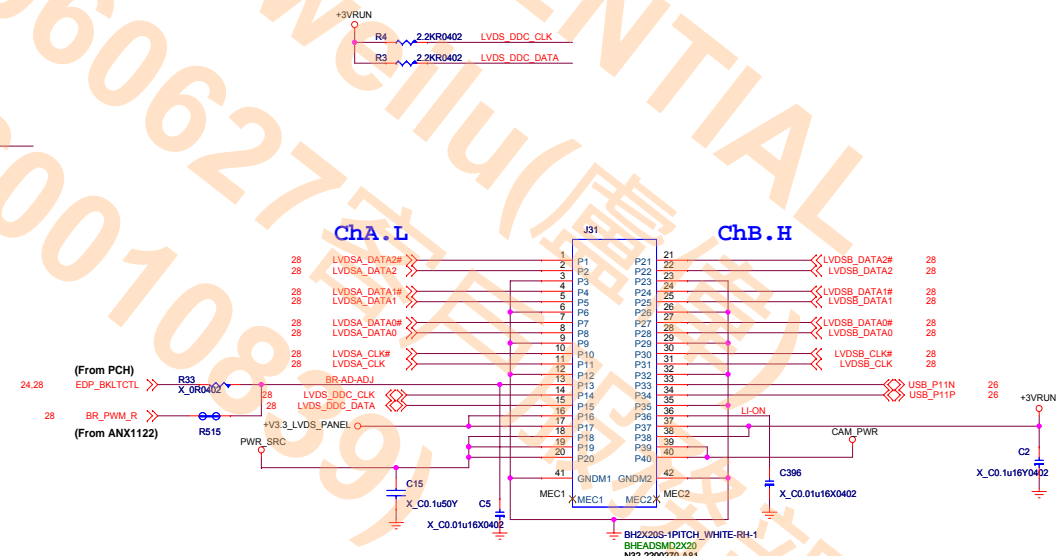 +3VRUN
R4 2.2KR0402 LVDS_DDC_CLK
R3 2.2KR0402 LVDS_DDC_DATA
ChA.L J31 ChB.H
28 LVDSA_DATA2# 1 P1 P21 21 LVDSB_DATA2# 28
28 LVDSA_DATA2 2 P2 P22 22 LVDSB_DATA2 28
3 P3 P23 23
28 LVDSA_DATA1# 4 P4 P24 24 LVDSB_DATA1# 28
28 LVDSA_DATA1 5 P5 P25 25 LVDSB_DATA1 28
6 P6 P26 26
28 LVDSA_DATA0# 7 P7 P27 27 LVDSB_DATA0# 28
28 LVDSA_DATA0 8 P8 P28 28 LVDSB_DATA0 28
9 P9 P29 29
28 LVDSA_CLK# 10 P10 P30 30 LVDSB_CLK# 28
28 LVDSA_CLK 11 P11 P31 31 LVDSB_CLK 28
12 P12 P32 32
(From PCH)
24,28 EDP_BKLTCTL R33 X_0R0402 BR-AD-ADJ 13 P13 P33 33 USB_P11N 26
28 LVDS_DDC_CLK 14 P14 P34 34 USB_P11P 26
28 LVDS_DDC_DATA 15 P15 P35 35
28 BR_PWM_R R515 16 P16 P36 36 LI-ON +3VRUN
(From ANX1122) +V3.3_LVDS_PANEL 17 P17 P37 37
PWR_SRC 18 P18 P38 38 CAM_PWR
19 P19 P39 39
20 P20 P40 40
41 GNDM1 GNDM2 42
MEC1 MEC1 MEC2 MEC2
C15
X_C0.1u50Y
C5
X_C0.01u16X0402
C396
X_C0.01u16X0402
C2
X_C0.1u16Y0402
BH2X20S-1PITCH_WHITE-RH-1
BHEADSMD2X20